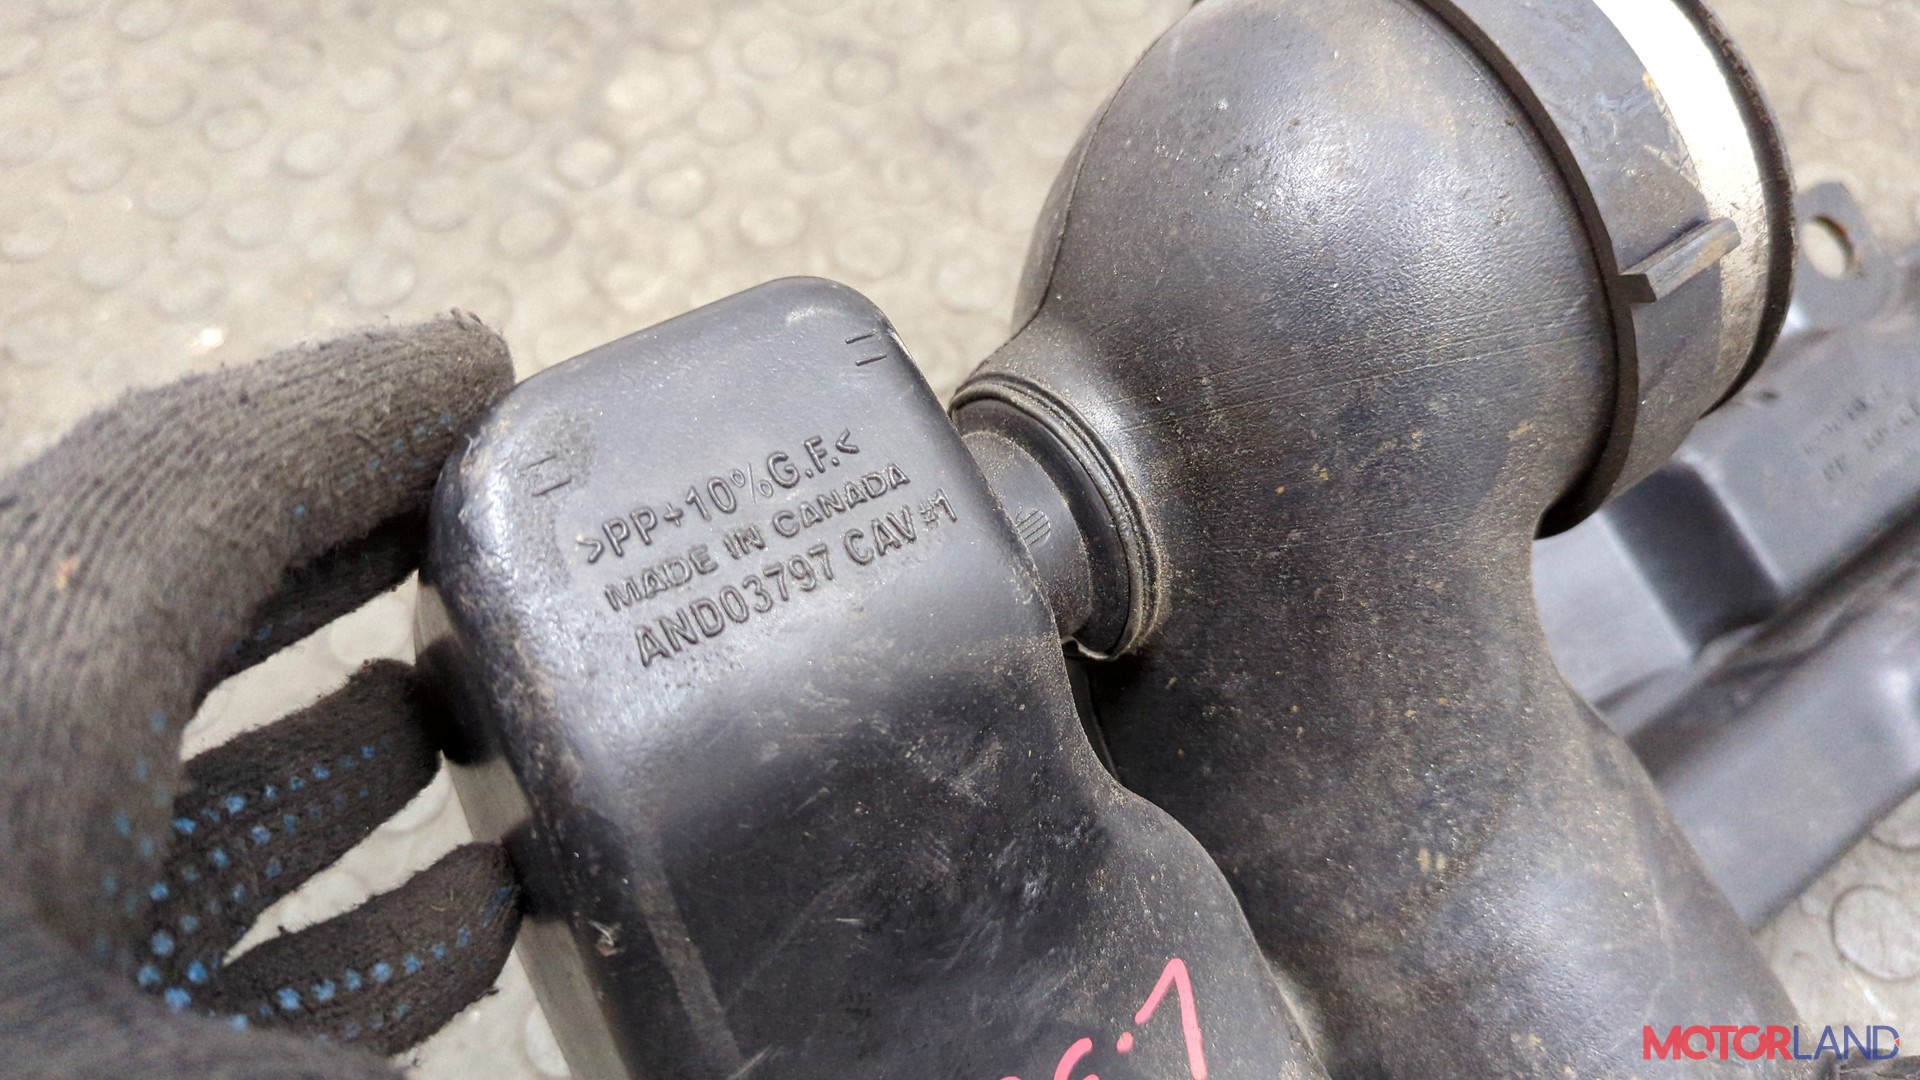 >PP+10%G.F.<
MADE IN CANADA
AND03797 CAV#1
MOTORLAND